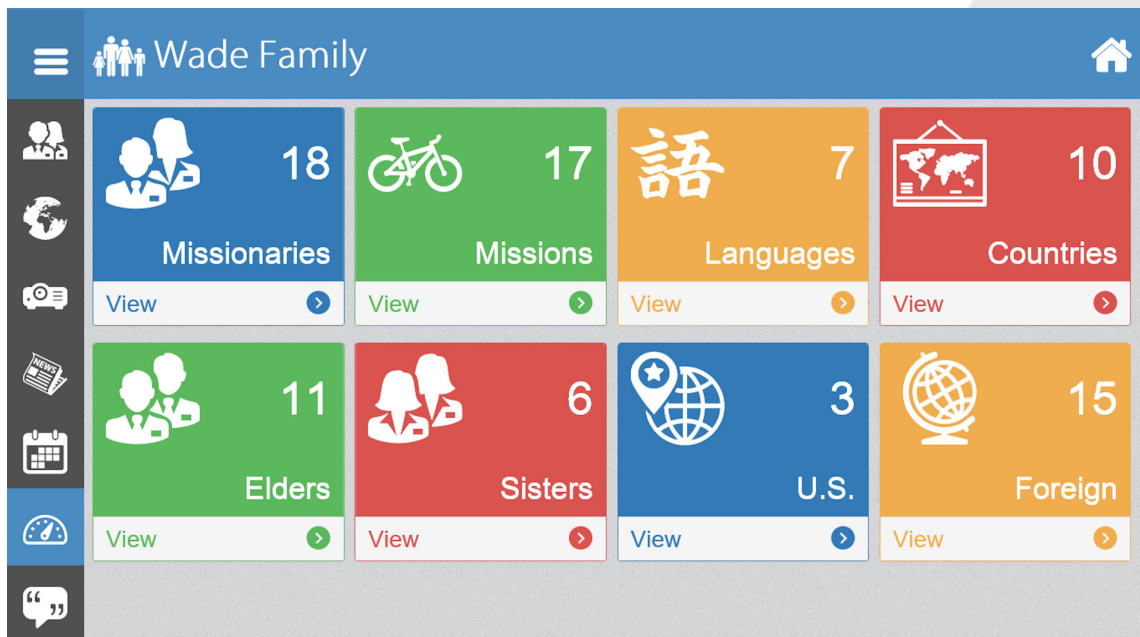 Wade Family
18
Missionaries
View
17
Missions
View
語
7
Languages
View
10
Countries
View
NEWS
11
Elders
View
6
Sisters
View
3
U.S.
View
15
Foreign
View
“ ”